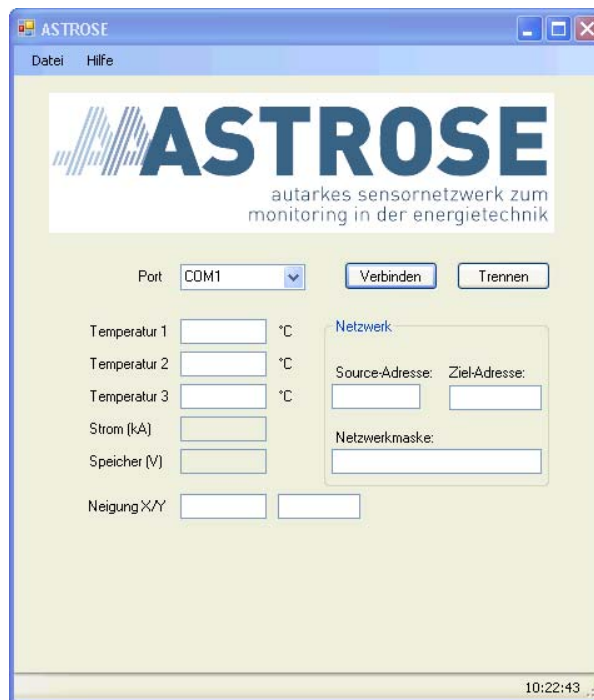 ASTROSE
Datei Hilfe
ASTROSE
autarkes sensornetzwerk zum
monitoring in der energietechnik
Port COM1 Verbinden Trennen
Temperatur 1 °C
Temperatur 2 °C
Temperatur 3 °C
Strom (kA)
Speicher (V)
Neigung X/Y
Netzwerk
Source-Adresse: Ziel-Adresse:
Netzwerkmaske:
10:22:43